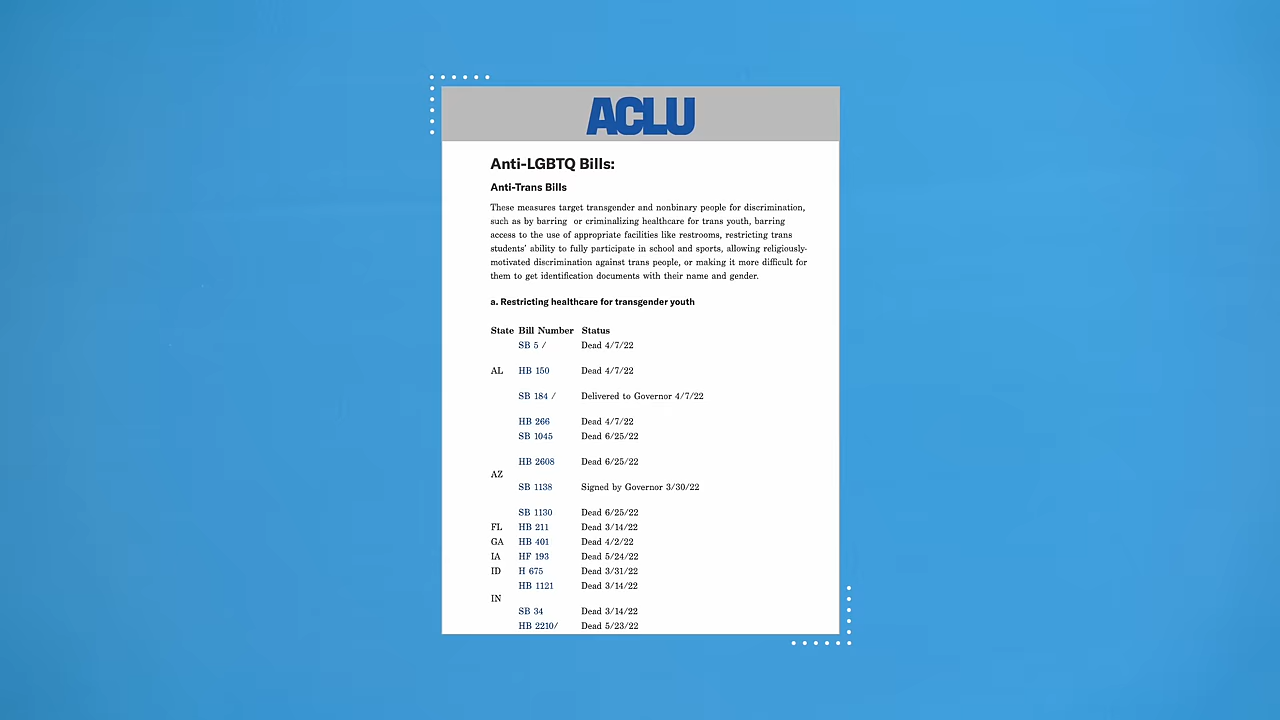 ACLU
Anti-LGBTQ Bills:
Anti-Trans Bills
These measures target transgender and nonbinary people for discrimination,
such as by barring or criminalizing healthcare for trans youth, barring
access to the use of appropriate facilities like restrooms, restricting trans
students' ability to fully participate in school and sports, allowing religiously-
motivated discrimination against trans people, or making it more difficult for
them to get identification documents with their name and gender.
a. Restricting healthcare for transgender youth
State Bill Number Status
SB 5 / Dead 4/7/22
AL HB 150 Dead 4/7/22
SB 184 / Delivered to Governor 4/7/22
HB 266 Dead 4/7/22
SB 1045 Dead 6/25/22
HB 2608 Dead 6/25/22
AZ
SB 1138 Signed by Governor 3/30/22
SB 1130 Dead 6/25/22
FL HB 211 Dead 3/14/22
GA HB 401 Dead 4/2/22
IA HF 193 Dead 5/24/22
ID H 675 Dead 3/31/22
HB 1121 Dead 3/14/22
IN
SB 34 Dead 3/14/22
HB 2210/ Dead 5/23/22